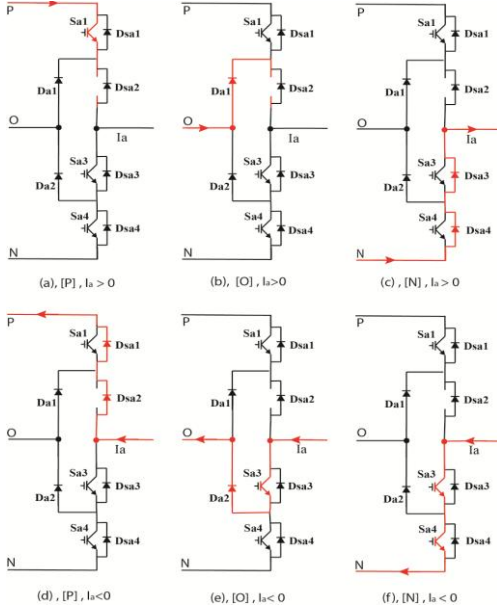 P
Sa1
Dsa1
Da1
Dsa2
O
Ia
Sa3
Da2
Dsa3
Sa4
Dsa4
N
(a), [P] , Ia > 0
P
Sa1
Dsa1
Da1
Dsa2
O
Ia
Sa3
Da2
Dsa3
Sa4
Dsa4
N
(b), [O] , Ia>0
P
Sa1
Dsa1
Da1
Dsa2
O
Ia
Sa3
Da2
Dsa3
Sa4
Dsa4
N
(c), [N] , Ia > 0
P
Sa1
Dsa1
Da1
Dsa2
O
Ia
Sa3
Da2
Dsa3
Sa4
Dsa4
N
(d) , [P] , Ia<0
P
Sa1
Dsa1
Da1
Dsa2
O
Ia
Sa3
Da2
Dsa3
Sa4
Dsa4
N
(e) , [O] , Ia< 0
P
Sa1
Dsa1
Da1
Dsa2
O
Ia
Sa3
Da2
Dsa3
Sa4
Dsa4
N
(f), [N] , Ia < 0